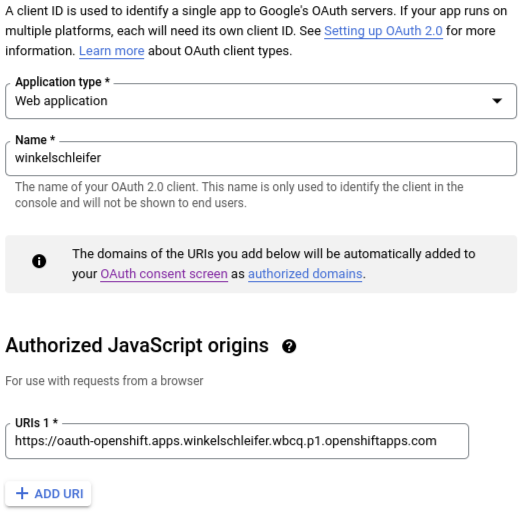 A client ID is used to identify a single app to Google's OAuth servers. If your app runs on
multiple platforms, each will need its own client ID. See Setting up OAuth 2.0 for more
information. Learn more about OAuth client types.
Application type *
Web application
Name *
winkelschleifer
The name of your OAuth 2.0 client. This name is only used to identify the client in the
console and will not be shown to end users.
The domains of the URIs you add below will be automatically added to
your OAuth consent screen as authorized domains.
Authorized JavaScript origins
For use with requests from a browser
URIs 1 *
https://oauth-openshift.apps.winkelschleifer.wbcq.p1.openshiftapps.com
ADD URI